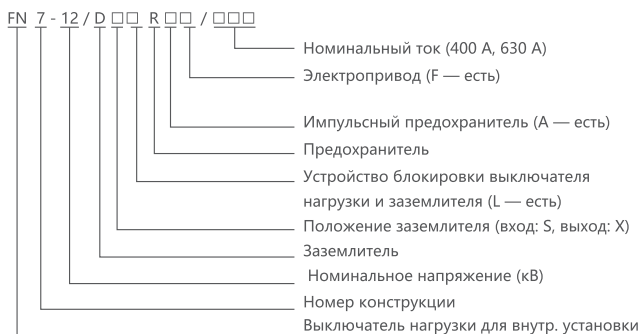 FN 7 - 12 / D □ □ R □ □ / □ □ □
Номинальный ток (400 А, 630 А)
Электропривод (F — есть)
Импульсный предохранитель (А — есть)
Предохранитель
Устройство блокировки выключателя
нагрузки и заземлителя (L — есть)
Положение заземлителя (вход: S, выход: X)
Заземлитель
Номинальное напряжение (кВ)
Номер конструкции
Выключатель нагрузки для внутр. установки